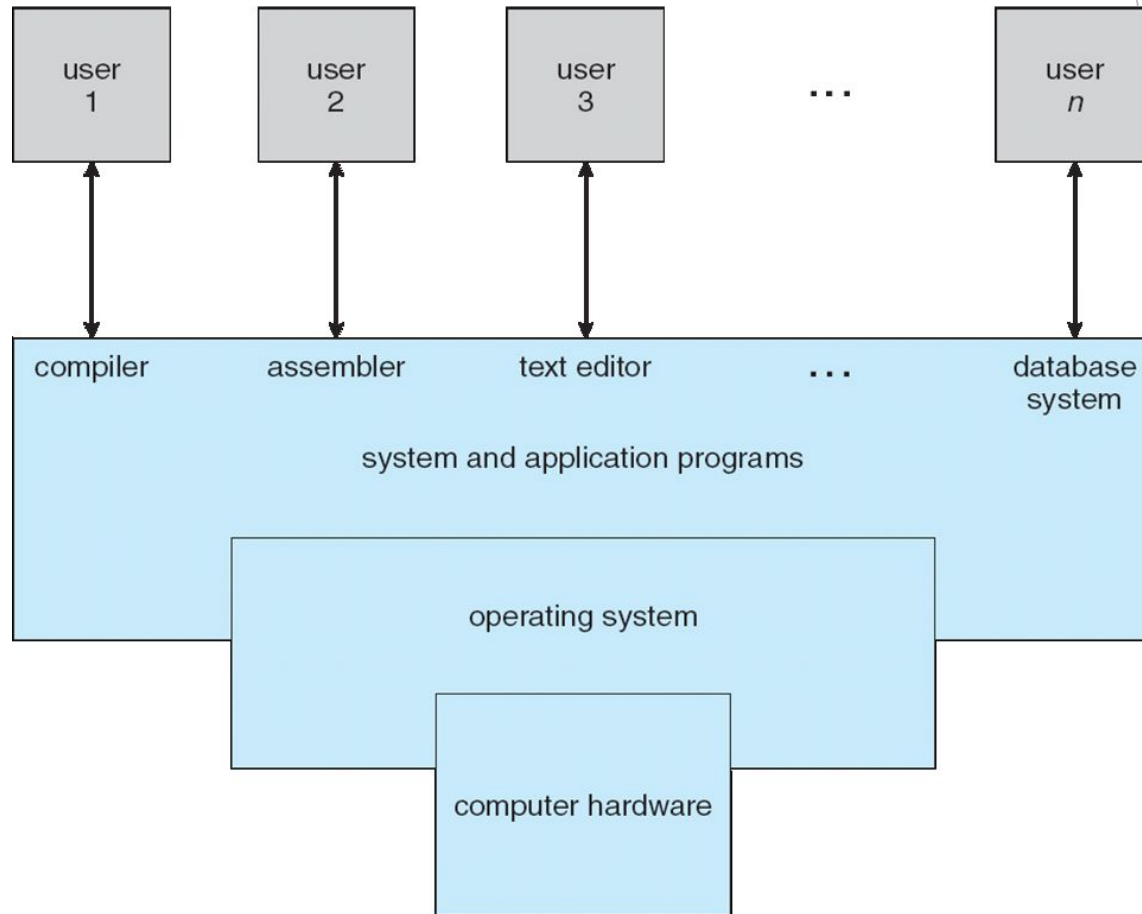 user
1
user
2
user
3
...
user
n
compiler
assembler
text editor
...
database
system
system and application programs
operating system
computer hardware